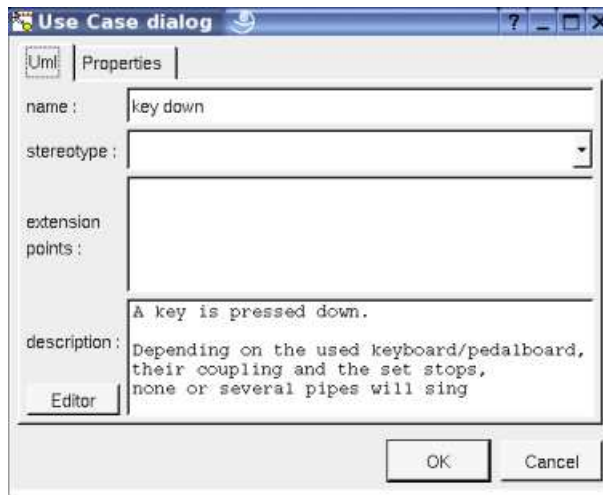 Use Case dialog
?
Uml Properties
name : key down
stereotype :
extension
points :
A key is pressed down.
description : Depending on the used keyboard/pedalboard,
their coupling and the set stops,
Editor none or several pipes will sing
OK Cancel